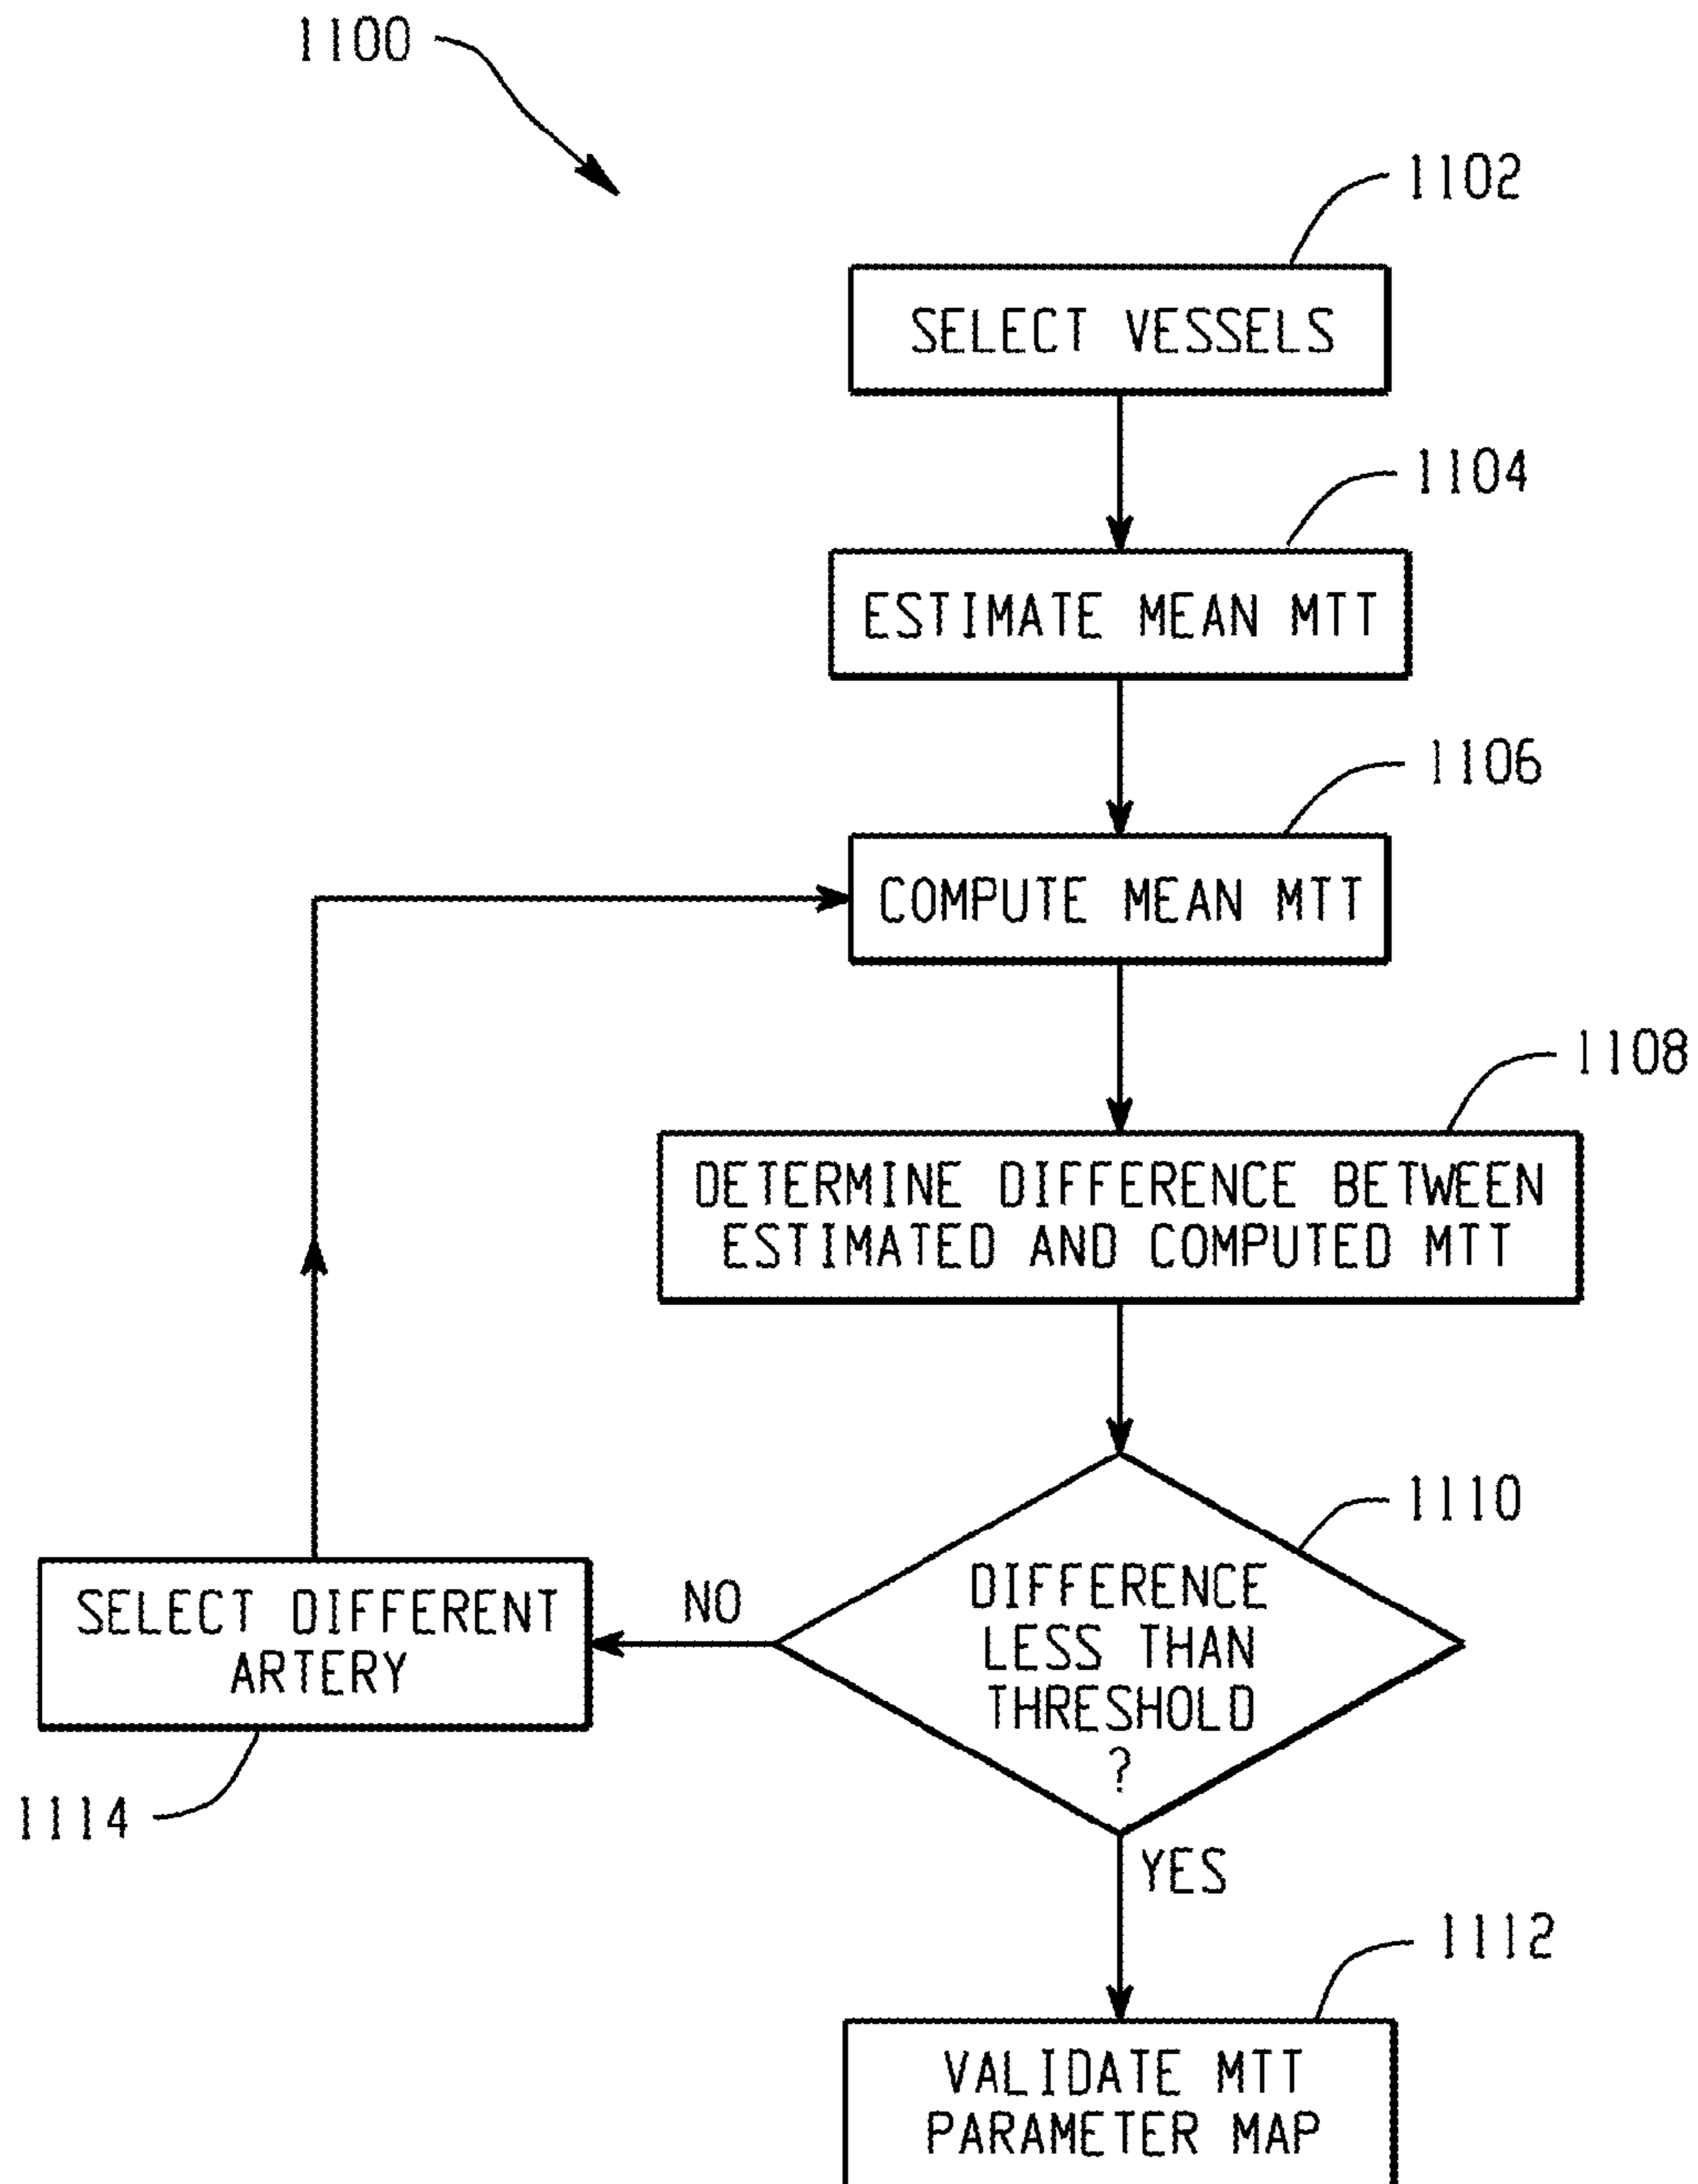 1100
1102
SELECT VESSELS
1104
ESTIMATE MEAN MTT
1106
COMPUTE MEAN MTT
1108
DETERMINE DIFFERENCE BETWEEN
ESTIMATED AND COMPUTED MTT
1110
DIFFERENCE
LESS THAN
THRESHOLD
?
NO
SELECT DIFFERENT
ARTERY
1114
YES
1112
VALIDATE MTT
PARAMETER MAP